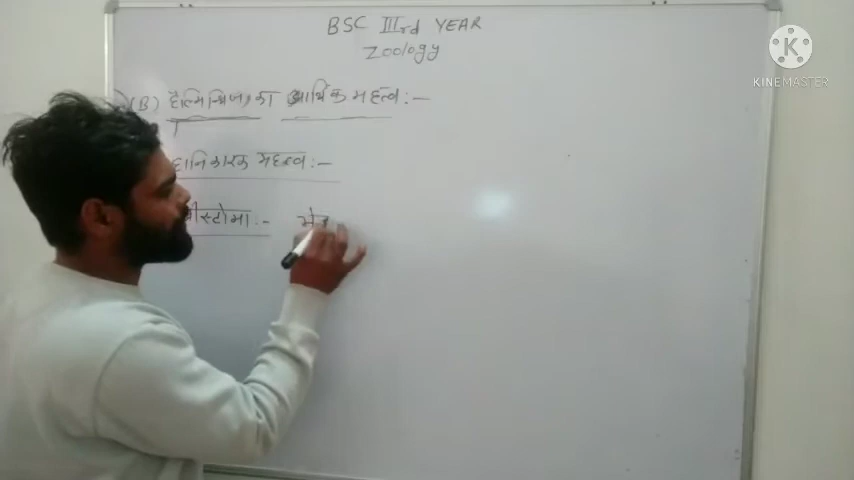 BSC IIIrd YEAR
Zoology
(B) हैल्मिन्थिज का आर्थिक महत्व :-
हानिकारक महत्व :-
स्टोमा :-
K
KINEMASTER